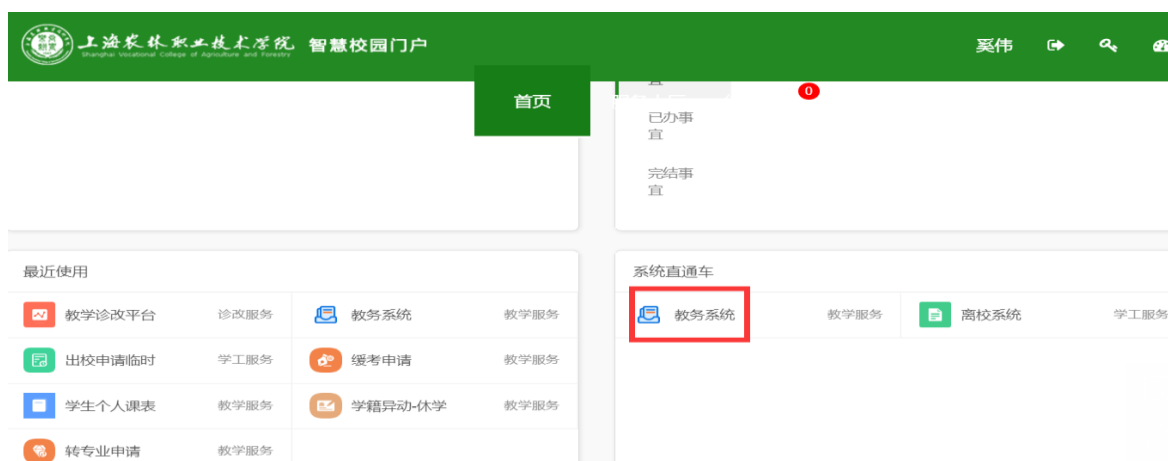 上海农林职业技术学院 智慧校园门户 奚伟
Shanghai Vocational College of Agriculture and Forestry
首页 0
已办事
宜
完结事
宜
最近使用 系统直通车
教学诊改平台 诊改服务 教务系统 教学服务 教务系统 教学服务 离校系统 学工服务
出校申请临时 学工服务 缓考申请 教学服务
学生个人课表 教学服务 学籍异动-休学 教学服务
转专业申请 教学服务